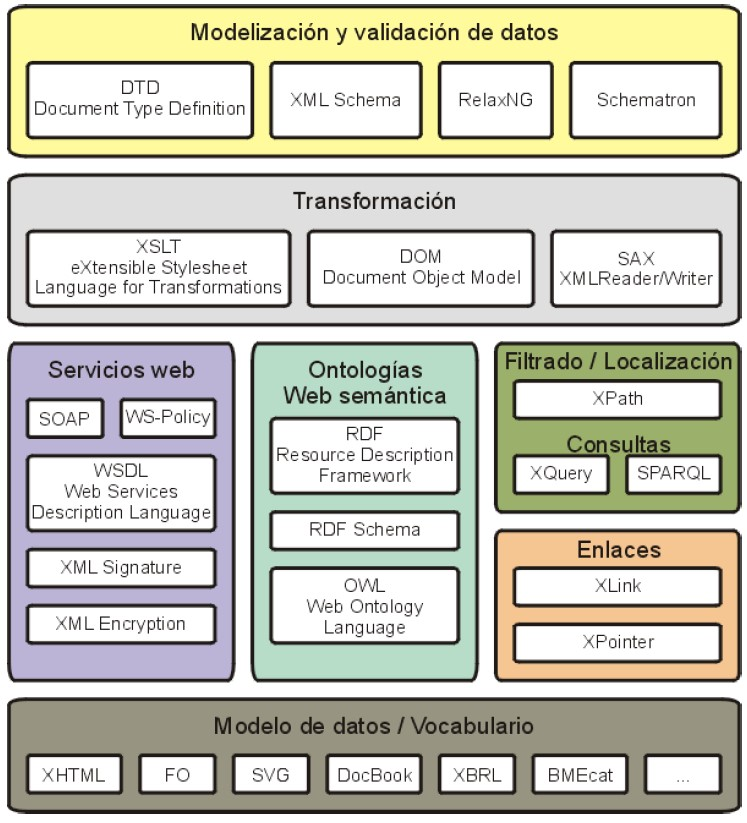 Modelización y validación de datos
DTD
Document Type Definition
XML Schema
RelaxNG
Schematron
Transformación
XSLT
eXtensible Stylesheet
Language for Transformations
DOM
Document Object Model
SAX
XMLReader/Writer
Servicios web
SOAP
WS-Policy
WSDL
Web Services
Description Language
XML Signature
XML Encryption
Ontologías
Web semántica
RDF
Resource Description
Framework
RDF Schema
OWL
Web Ontology
Language
Filtrado / Localización
XPath
Consultas
XQuery
SPARQL
Enlaces
XLink
XPointer
Modelo de datos / Vocabulario
XHTML
FO
SVG
DocBook
XBRL
BMEcat
...